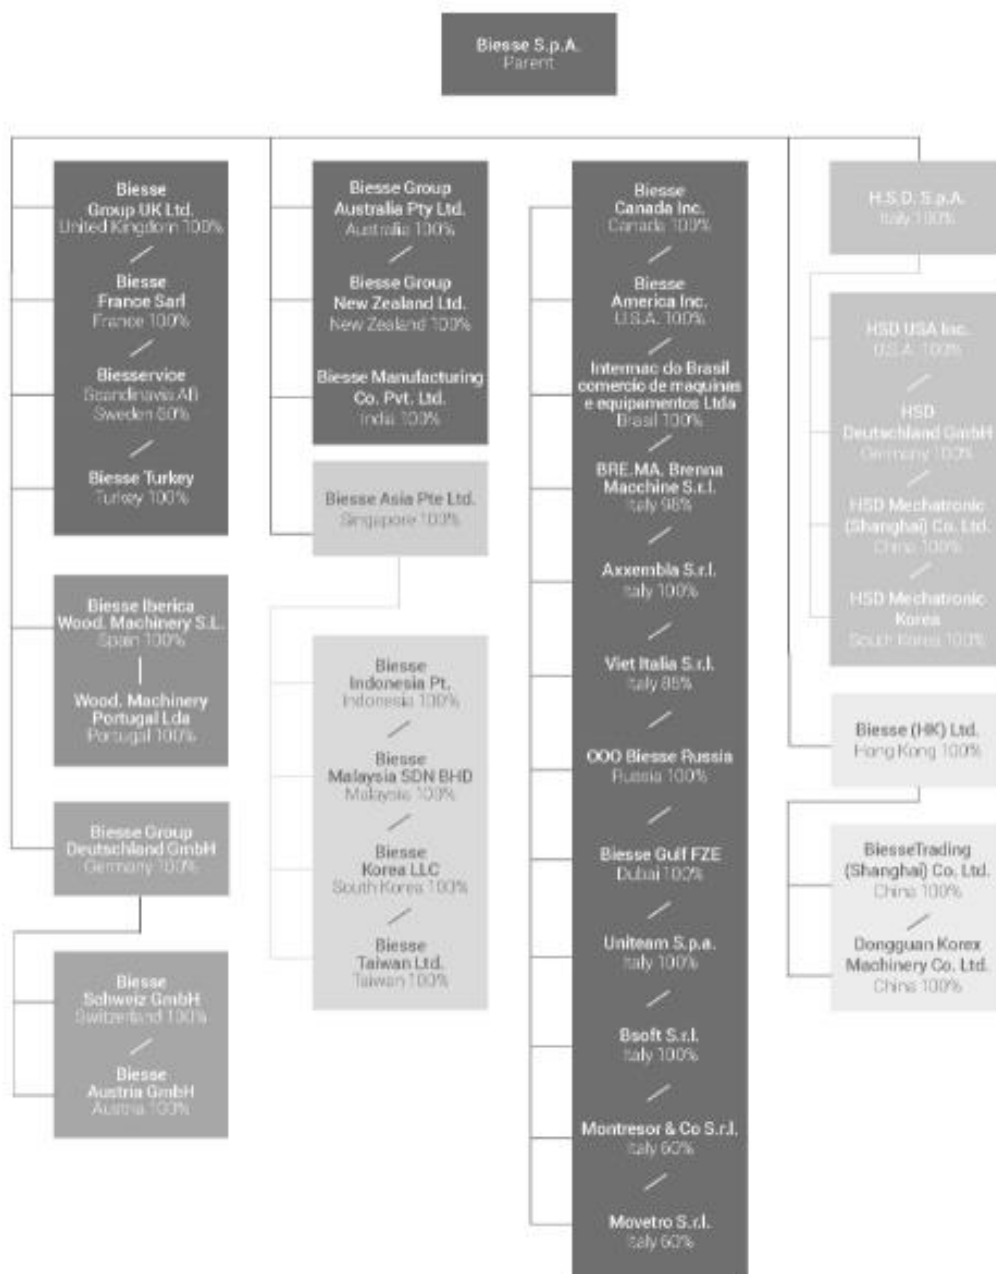 Biesse S.p.A.
Parent
Biesse
Group UK Ltd.
United Kingdom 100%
Biesse
France Sarl
France 100%
Biesservice
Scandinavia AB
Sweden 60%
Biesse Turkey
Turkey 100%
Biesse Iberica
Wood. Machinery S.L.
Spain 100%
Wood. Machinery
Portugal Lda
Portugal 100%
Biesse Group
Deutschland GmbH
Germany 100%
Biesse
Schweiz GmbH
Switzerland 100%
Biesse
Austria GmbH
Austria 100%
Biesse Group
Australia Pty Ltd.
Australia 100%
Biesse Group
New Zealand Ltd.
New Zealand 100%
Biesse Manufacturing
Co. Pvt. Ltd.
India 100%
Biesse Asia Pte Ltd.
Singapore 100%
Biesse
Indonesia Pt.
Indonesia 100%
Biesse
Malaysia SDN BHD
Malaysia 100%
Biesse
Korea LLC
South Korea 100%
Biesse
Taiwan Ltd.
Taiwan 100%
Biesse
Canada Inc.
Canada 100%
Biesse
America Inc.
U.S.A. 100%
Intermac do Brasil
comercio de maquinas
e equipamentos Ltda
Brasil 100%
BRE.MA. Brenna
Macchine S.r.l.
Italy 98%
Axxembla S.r.l.
Italy 100%
Viet Italia S.r.l.
Italy 85%
OOO Biesse Russia
Russia 100%
Biesse Gulf FZE
Dubai 100%
Uniteam S.p.a.
Italy 100%
Bsoft S.r.l.
Italy 100%
Montresor & Co S.r.l.
Italy 60%
Movetro S.r.l.
Italy 60%
H.S.D. S.p.A.
Italy 100%
HSD USA Inc.
U.S.A. 100%
HSD
Deutschland GmbH
Germany 100%
HSD Mechatronic
(Shanghai) Co. Ltd.
China 100%
HSD Mechatronic
Korea
South Korea 100%
Biesse (HK) Ltd.
Hong Kong 100%
BiesseTrading
(Shanghai) Co. Ltd.
China 100%
Dongguan Korex
Machinery Co. Ltd.
China 100%